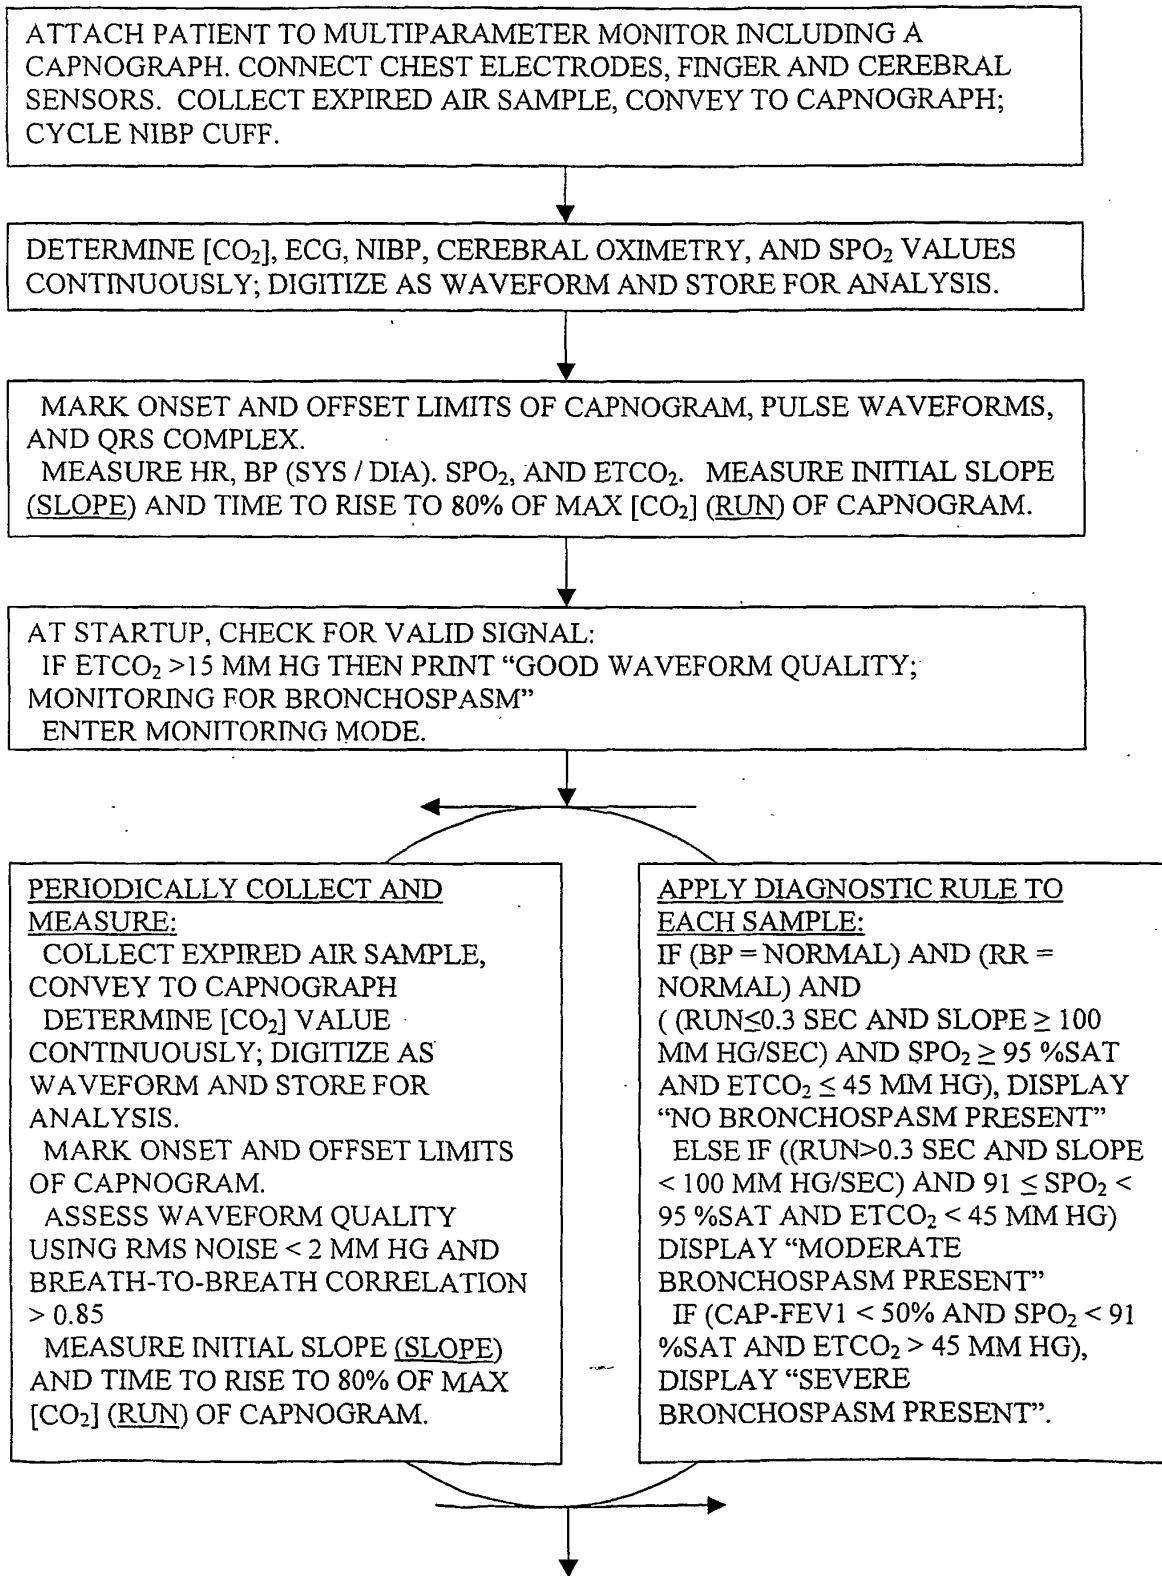 ATTACH PATIENT TO MULTIPARAMETER MONITOR INCLUDING A
CAPNOGRAPH. CONNECT CHEST ELECTRODES, FINGER AND CEREBRAL
SENSORS. COLLECT EXPIRED AIR SAMPLE, CONVEY TO CAPNOGRAPH;
CYCLE NIBP CUFF.
DETERMINE [CO₂], ECG, NIBP, CEREBRAL OXIMETRY, AND SPO₂ VALUES
CONTINUOUSLY; DIGITIZE AS WAVEFORM AND STORE FOR ANALYSIS.
MARK ONSET AND OFFSET LIMITS OF CAPNOGRAM, PULSE WAVEFORMS,
AND QRS COMPLEX.
MEASURE HR, BP (SYS / DIA). SPO₂, AND ETCO₂. MEASURE INITIAL SLOPE
(SLOPE) AND TIME TO RISE TO 80% OF MAX [CO₂] (RUN) OF CAPNOGRAM.
AT STARTUP, CHECK FOR VALID SIGNAL:
IF ETCO₂ >15 MM HG THEN PRINT “GOOD WAVEFORM QUALITY;
MONITORING FOR BRONCHOSPASM”
ENTER MONITORING MODE.
PERIODICALLY COLLECT AND
MEASURE:
COLLECT EXPIRED AIR SAMPLE,
CONVEY TO CAPNOGRAPH
DETERMINE [CO₂] VALUE
CONTINUOUSLY; DIGITIZE AS
WAVEFORM AND STORE FOR
ANALYSIS.
MARK ONSET AND OFFSET LIMITS
OF CAPNOGRAM.
ASSESS WAVEFORM QUALITY
USING RMS NOISE < 2 MM HG AND
BREATH-TO-BREATH CORRELATION
> 0.85
MEASURE INITIAL SLOPE (SLOPE)
AND TIME TO RISE TO 80% OF MAX
[CO₂] (RUN) OF CAPNOGRAM.
APPLY DIAGNOSTIC RULE TO
EACH SAMPLE:
IF (BP = NORMAL) AND (RR =
NORMAL) AND
( (RUN≤0.3 SEC AND SLOPE ≥ 100
MM HG/SEC) AND SPO₂ ≥ 95 %SAT
AND ETCO₂ ≤ 45 MM HG), DISPLAY
“NO BRONCHOSPASM PRESENT”
ELSE IF ((RUN>0.3 SEC AND SLOPE
< 100 MM HG/SEC) AND 91 ≤ SPO₂ <
95 %SAT AND ETCO₂ < 45 MM HG)
DISPLAY “MODERATE
BRONCHOSPASM PRESENT”
IF (CAP-FEV1 < 50% AND SPO₂ < 91
%SAT AND ETCO₂ > 45 MM HG),
DISPLAY “SEVERE
BRONCHOSPASM PRESENT”.